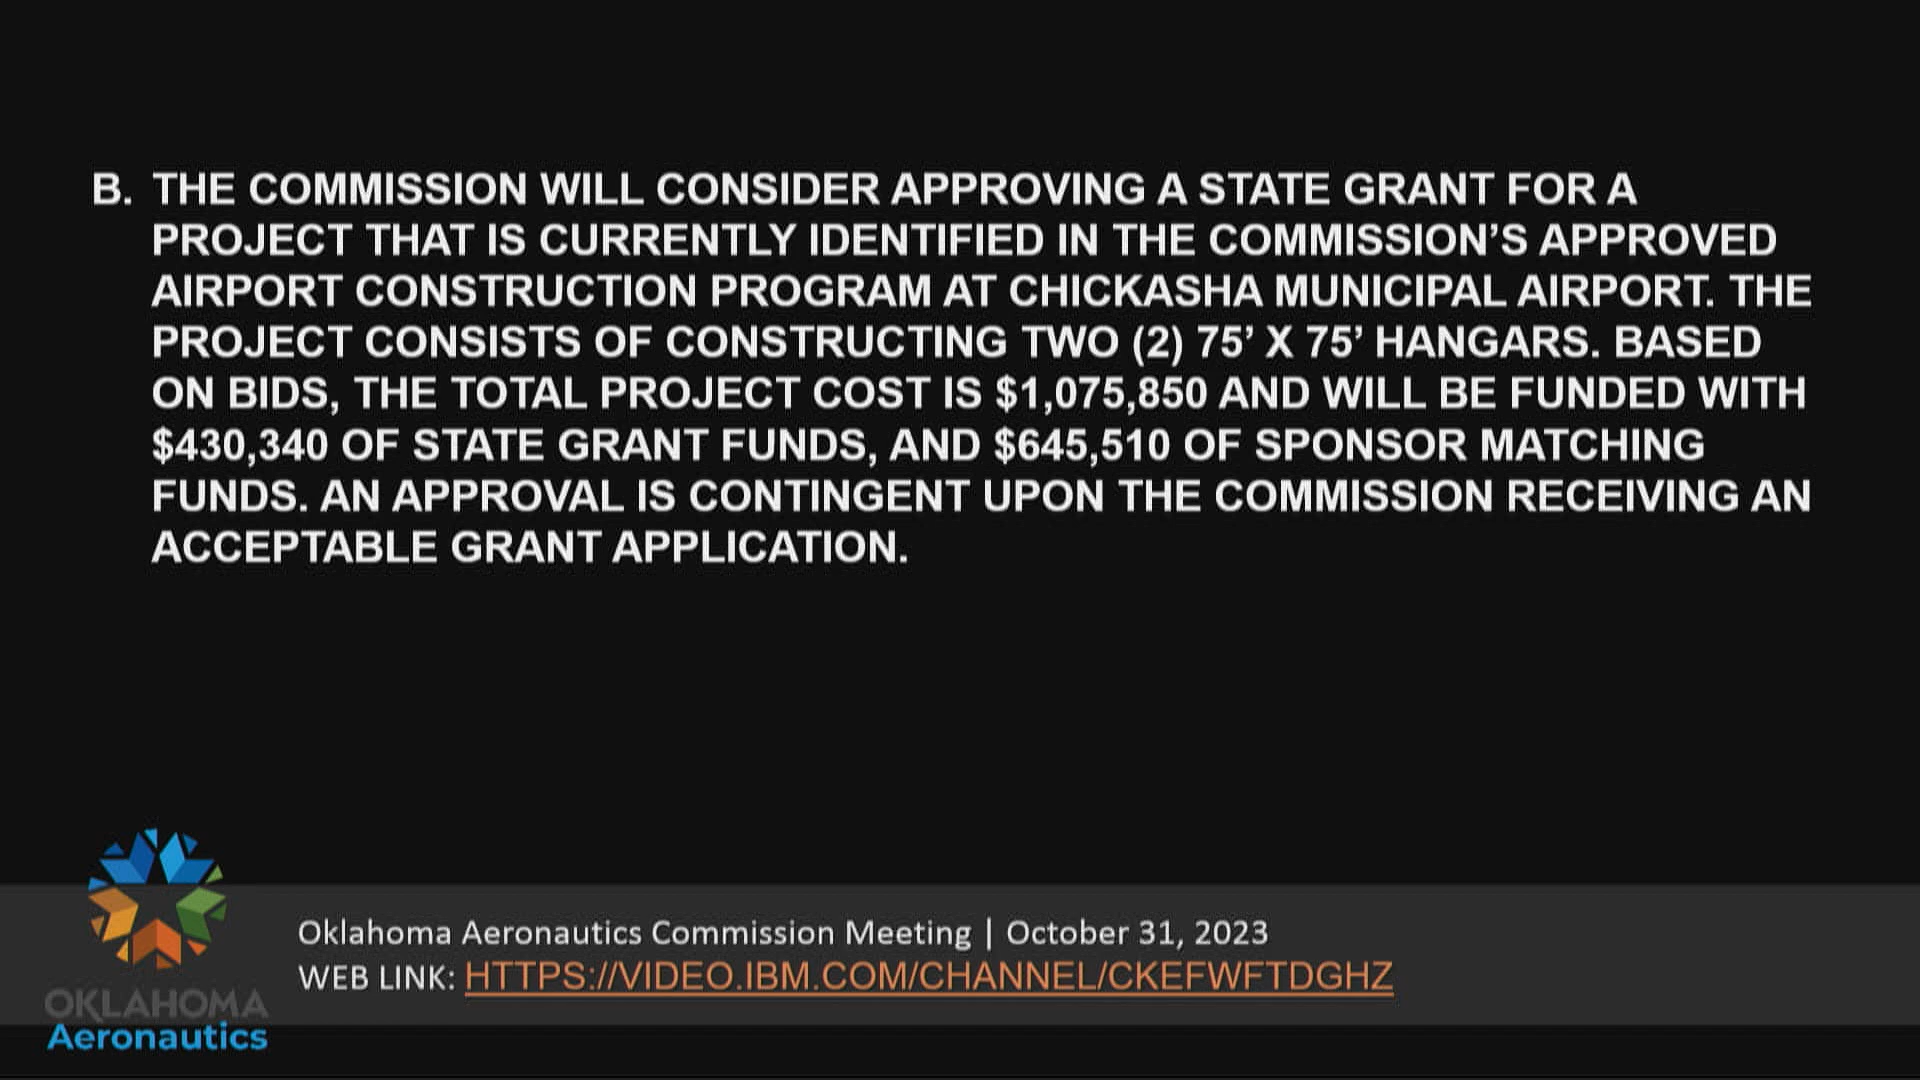 B. THE COMMISSION WILL CONSIDER APPROVING A STATE GRANT FOR A
PROJECT THAT IS CURRENTLY IDENTIFIED IN THE COMMISSION’S APPROVED
AIRPORT CONSTRUCTION PROGRAM AT CHICKASHA MUNICIPAL AIRPORT. THE
PROJECT CONSISTS OF CONSTRUCTING TWO (2) 75’ X 75’ HANGARS. BASED
ON BIDS, THE TOTAL PROJECT COST IS $1,075,850 AND WILL BE FUNDED WITH
$430,340 OF STATE GRANT FUNDS, AND $645,510 OF SPONSOR MATCHING
FUNDS. AN APPROVAL IS CONTINGENT UPON THE COMMISSION RECEIVING AN
ACCEPTABLE GRANT APPLICATION.
Oklahoma Aeronautics Commission Meeting | October 31, 2023
WEB LINK: HTTPS://VIDEO.IBM.COM/CHANNEL/CKEFWFTDGHZ
OKLAHOMA
Aeronautics